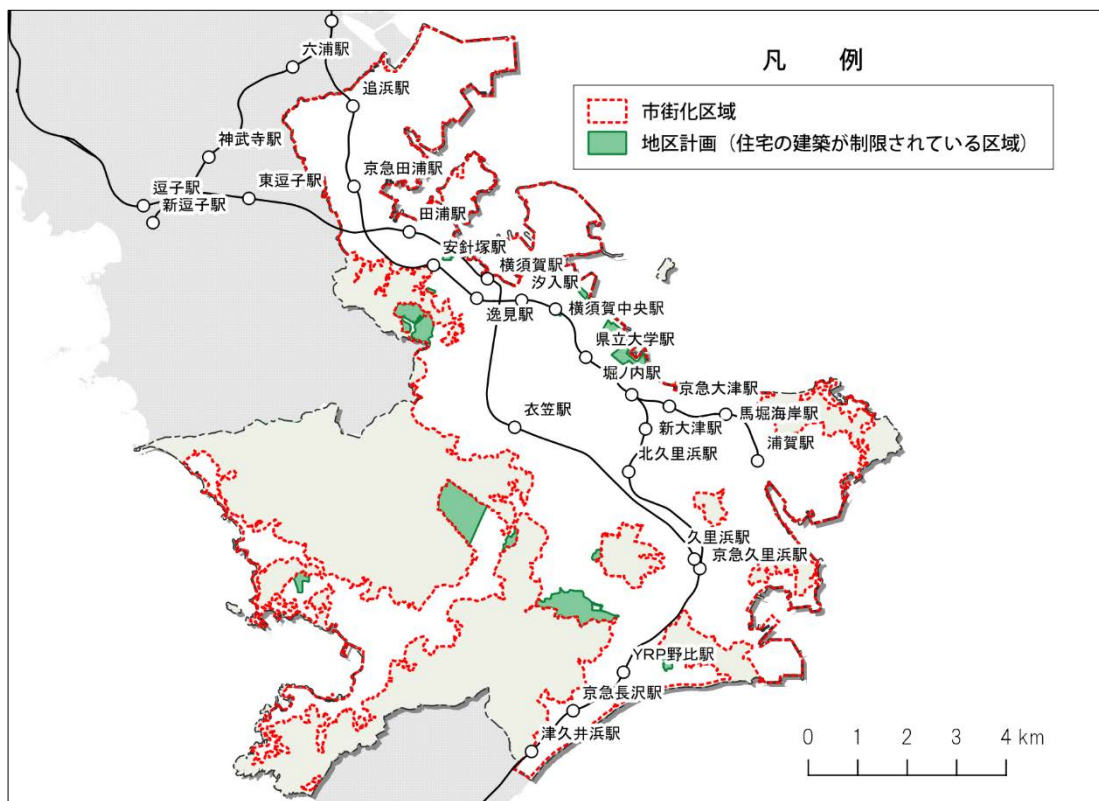 凡 例
市街化区域
地区計画（住宅の建築が制限されている区域）
六浦駅
追浜駅
神武寺駅
京急田浦駅
東逗子駅
逗子駅
新逗子駅
田浦駅
安針塚駅
横須賀駅
汐入駅
逸見駅
横須賀中央駅
県立大学駅
堀ノ内駅
京急大津駅
馬堀海岸駅
衣笠駅
新大津駅
浦賀駅
北久里浜駅
久里浜駅
京急久里浜駅
YRP野比駅
京急長沢駅
津久井浜駅
0 1 2 3 4 km